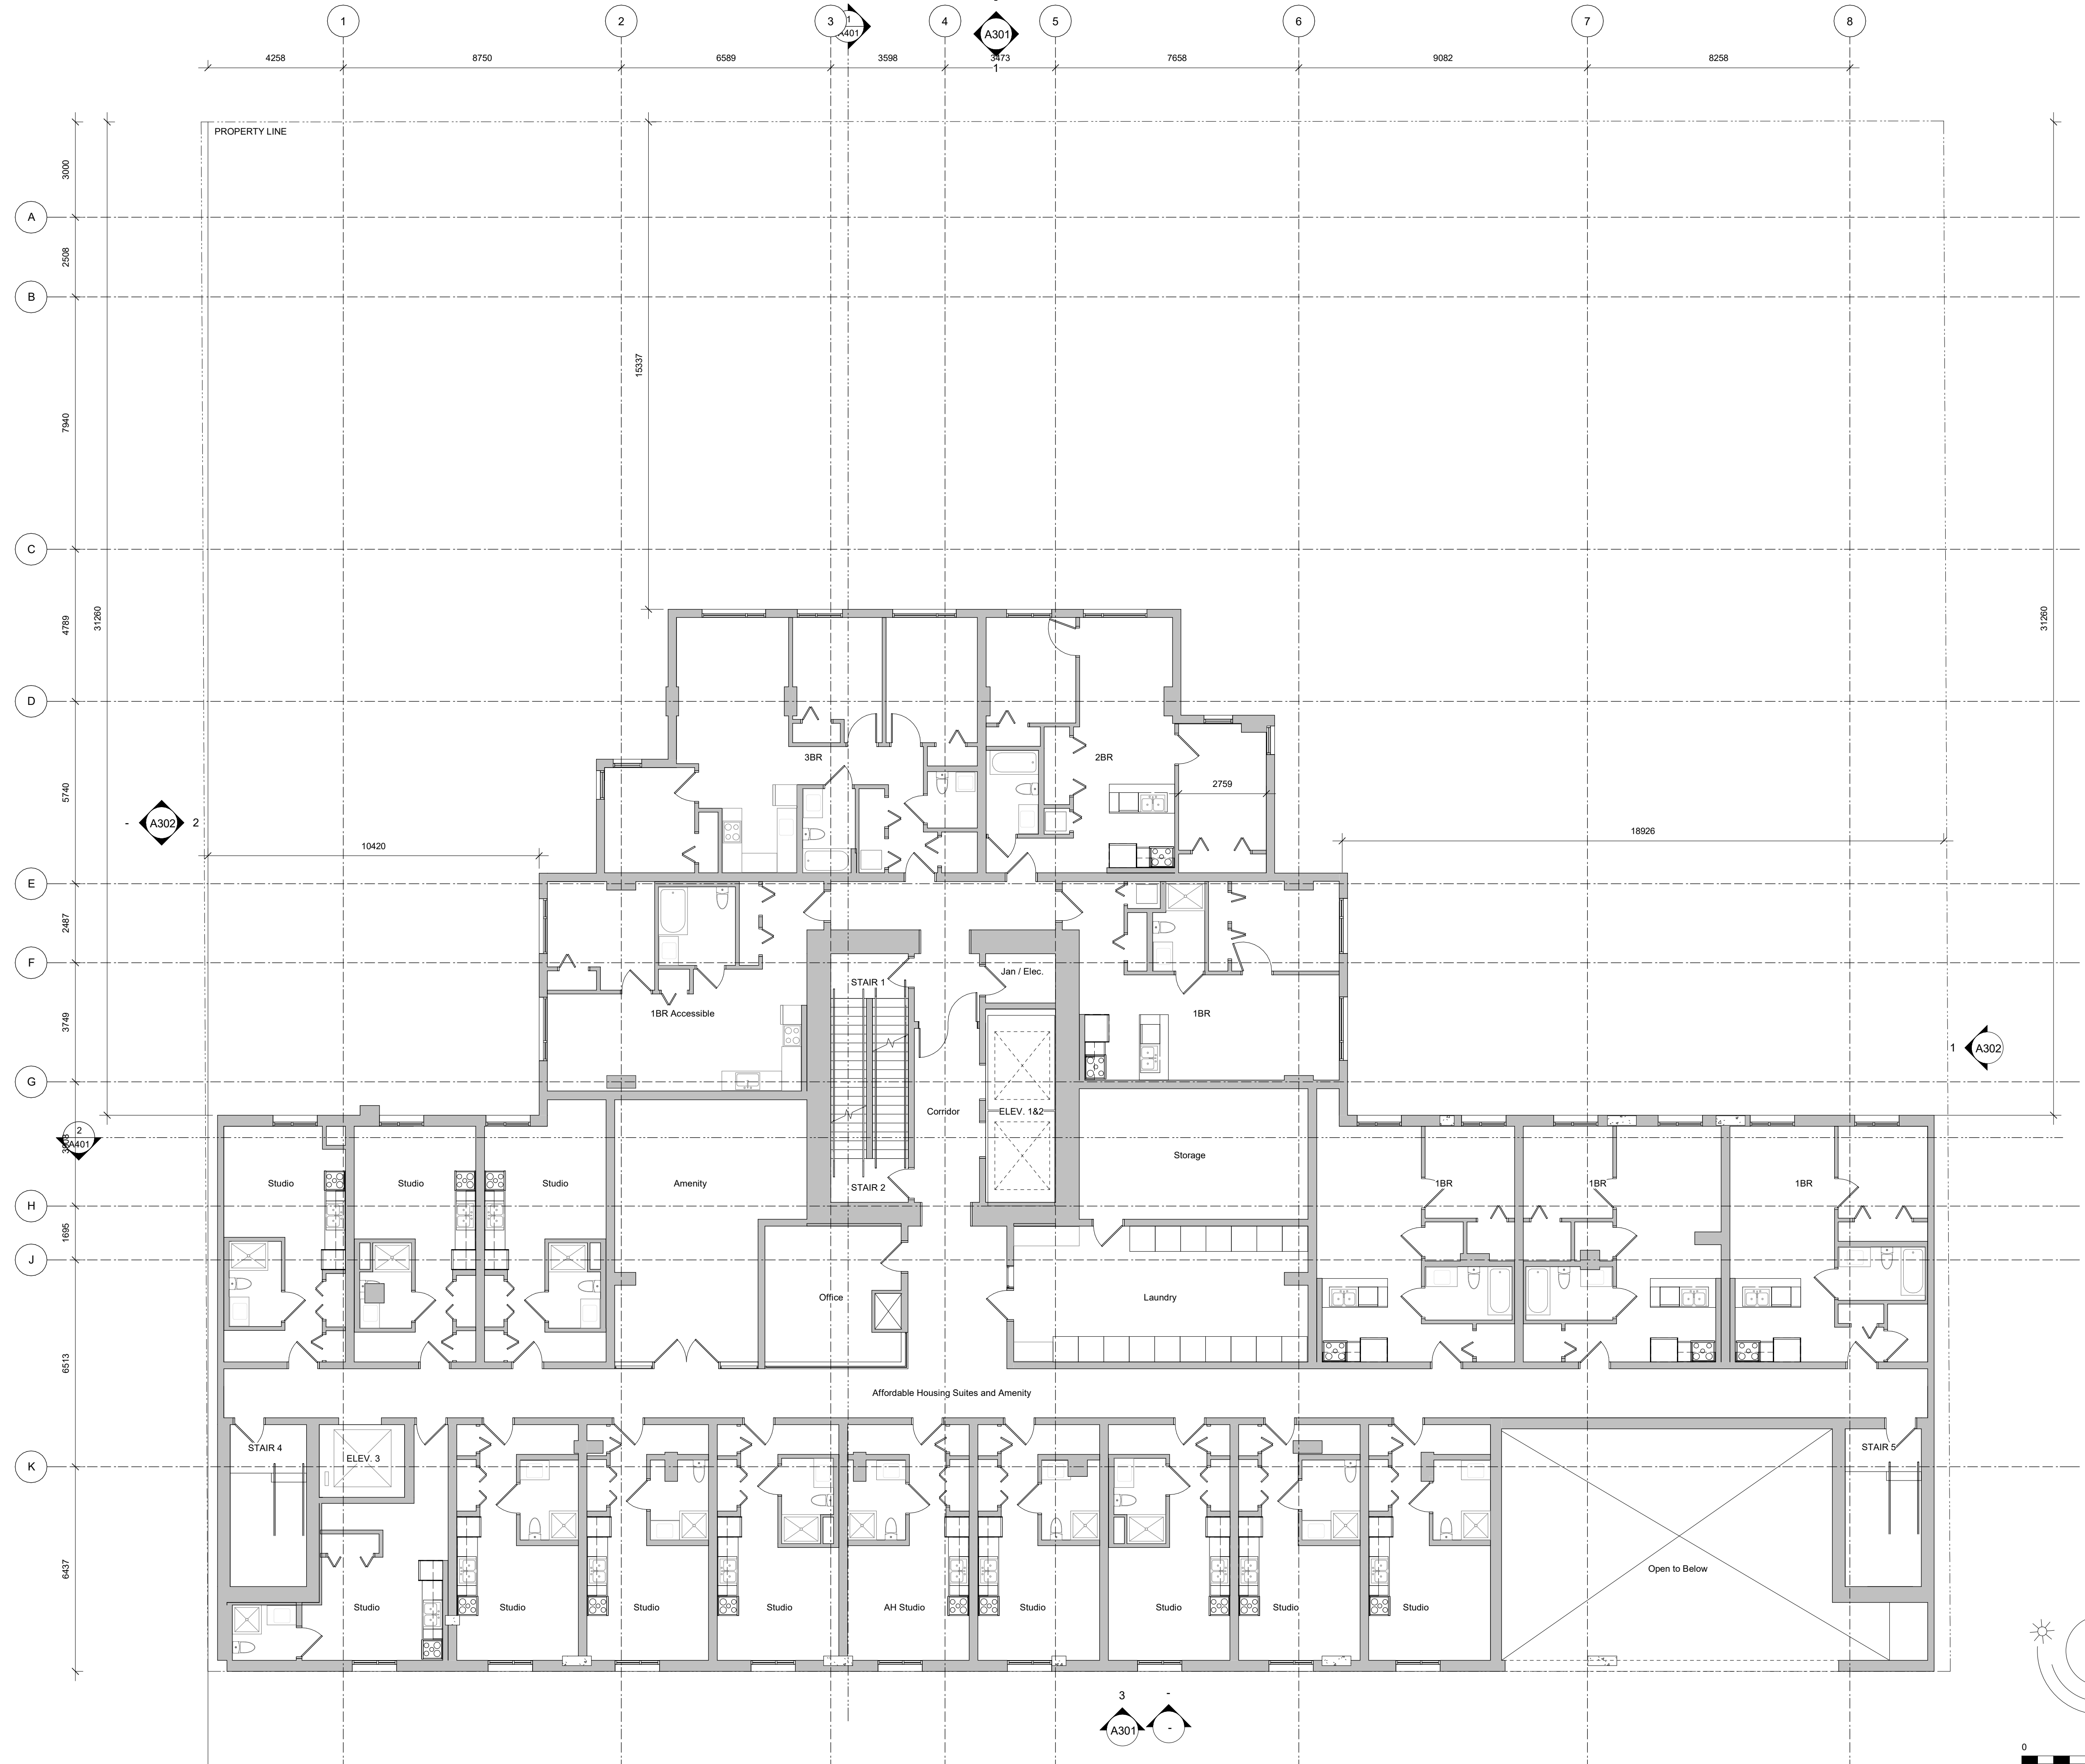 1 2 3 4 5 6 7 8
1
A401
A301
1
4258 8750 6589 3598 3473 7658 9082 8258
PROPERTY LINE
3000
A
2508
B
15337
7940
C
31260
4789
31260
D
3BR
2BR
2759
5740
- A302 2
18926
10420
E
2487
F
Jan / Elec.
STAIR 1
1BR Accessible
1BR
3749
1 A302
G
Corridor
ELEV. 1&2
2
A401
Storage
Studio
Studio
Studio
Amenity
STAIR 2
1BR
1BR
1BR
H
1695
J
Office
Laundry
6513
Affordable Housing Suites and Amenity
STAIR 4
STAIR 5
ELEV. 3
K
6437
Open to Below
Studio
Studio
Studio
Studio
AH Studio
Studio
Studio
Studio
Studio
3
-
A301
-
0